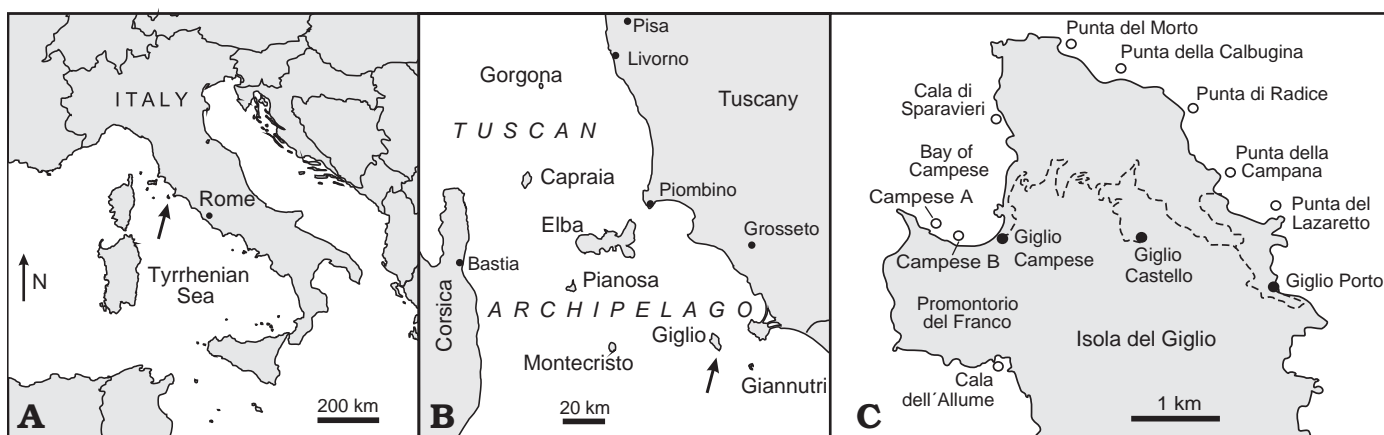 ITALY
Rome
N
Tyrrhenian
Sea
A
200 km
Pisa
Livorno
Gorgona
Tuscany
TUSCAN
Capraia
Piombino
Elba
Grosseto
Bastia
Pianosa
Corsica
ARCHIPELAGO
Giglio
Montecristo
Giannutri
B
20 km
Punta del Morto
Punta della Calbugina
Cala di
Sparavieri
Punta di Radice
Bay of
Campese
Punta della
Campana
Campese A
Punta del
Lazaretto
Campese B
Giglio
Campese
Giglio
Castello
Giglio Porto
Promontorio
del Franco
Isola del Giglio
Cala
dell´Allume
C
1 km